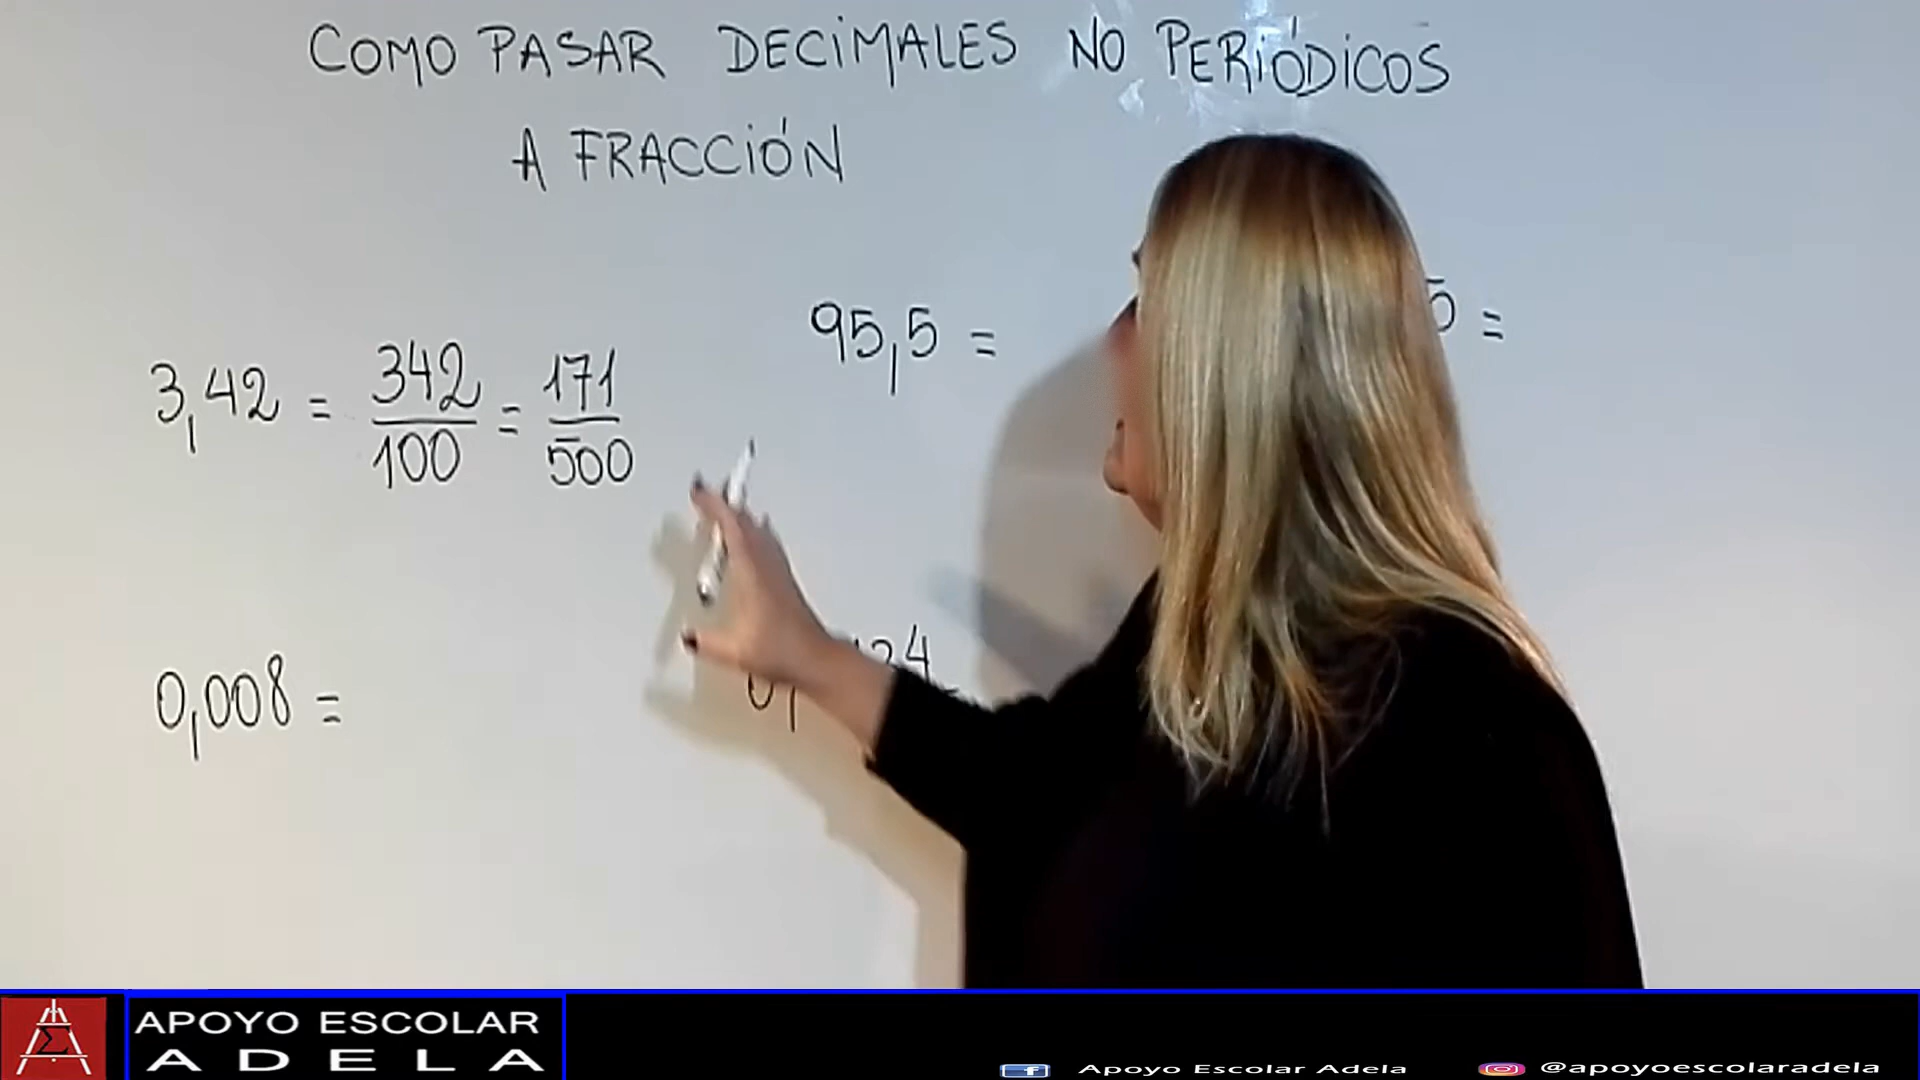 COMO PASAR DECIMALES NO PERIÓDICOS
A FRACCIÓN
95,5 =
5 =
3,42 = 342/100 = 171/500
0,008 =
APOYO ESCOLAR
ADELA
Apoyo Escolar Adela
@apoyoescolaradela